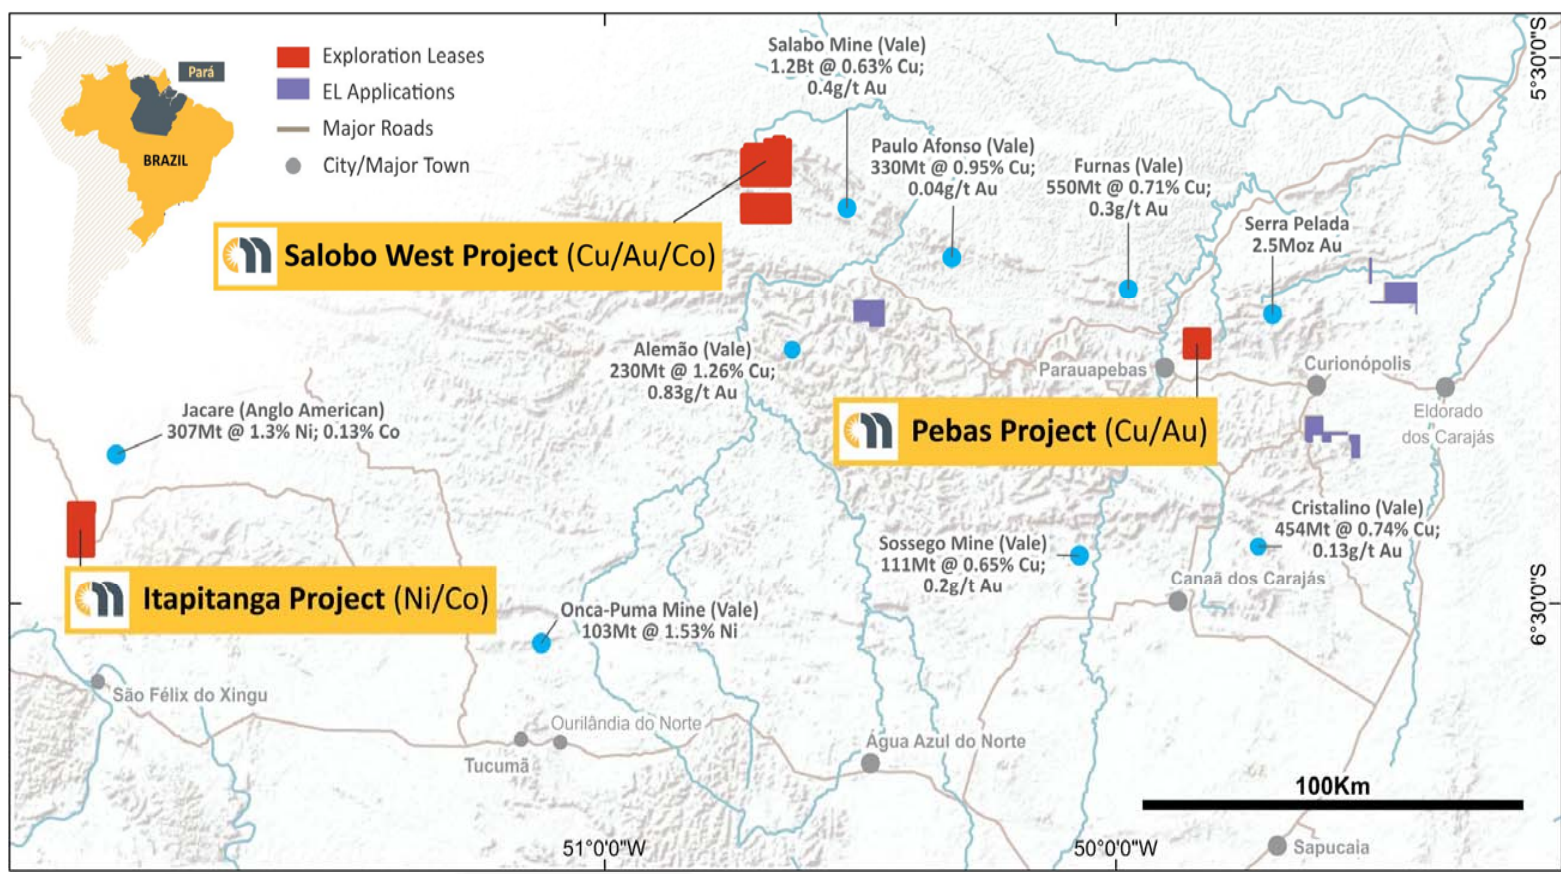 Pará
BRAZIL
Exploration Leases
EL Applications
Major Roads
City/Major Town
Salabo Mine (Vale)
1.2Bt @ 0.63% Cu;
0.4g/t Au
Paulo Afonso (Vale)
330Mt @ 0.95% Cu;
0.04g/t Au
Furnas (Vale)
550Mt @ 0.71% Cu;
0.3g/t Au
Serra Pelada
2.5Moz Au
5°30'0"S
Salobo West Project (Cu/Au/Co)
Alemão (Vale)
230Mt @ 1.26% Cu;
0.83g/t Au
Parauapebas
Curionópolis
Eldorado
dos Carajás
Jacare (Anglo American)
307Mt @ 1.3% Ni; 0.13% Co
Pebas Project (Cu/Au)
Cristalino (Vale)
454Mt @ 0.74% Cu;
0.13g/t Au
Sossego Mine (Vale)
111Mt @ 0.65% Cu;
0.2g/t Au
Canaã dos Carajás
Itapitanga Project (Ni/Co)
Onca-Puma Mine (Vale)
103Mt @ 1.53% Ni
6°30'0"S
São Félix do Xingu
Ourilândia do Norte
Tucumã
Água Azul do Norte
100Km
51°0'0"W
50°0'0"W
Sapucaia